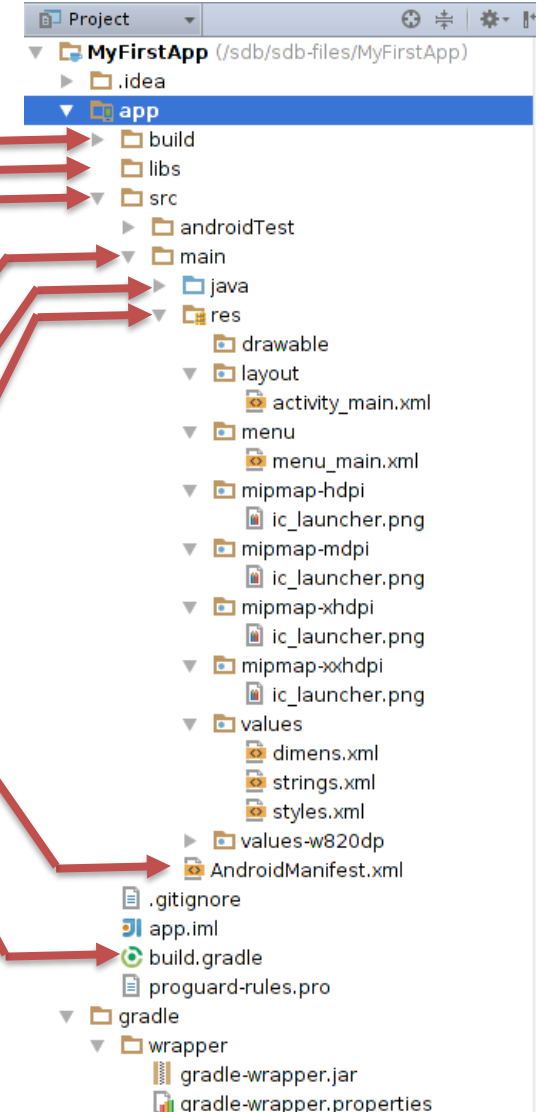 Project
MyFirstApp (/sdb/sdb-files/MyFirstApp)
.idea
app
build
libs
src
androidTest
main
java
res
drawable
layout
activity_main.xml
menu
menu_main.xml
mipmap-hdpi
ic_launcher.png
mipmap-mdpi
ic_launcher.png
mipmap-xhdpi
ic_launcher.png
mipmap-xxhdpi
ic_launcher.png
values
dimens.xml
strings.xml
styles.xml
values-w820dp
AndroidManifest.xml
.gitignore
app.iml
build.gradle
proguard-rules.pro
gradle
wrapper
gradle-wrapper.jar
gradle-wrapper.properties